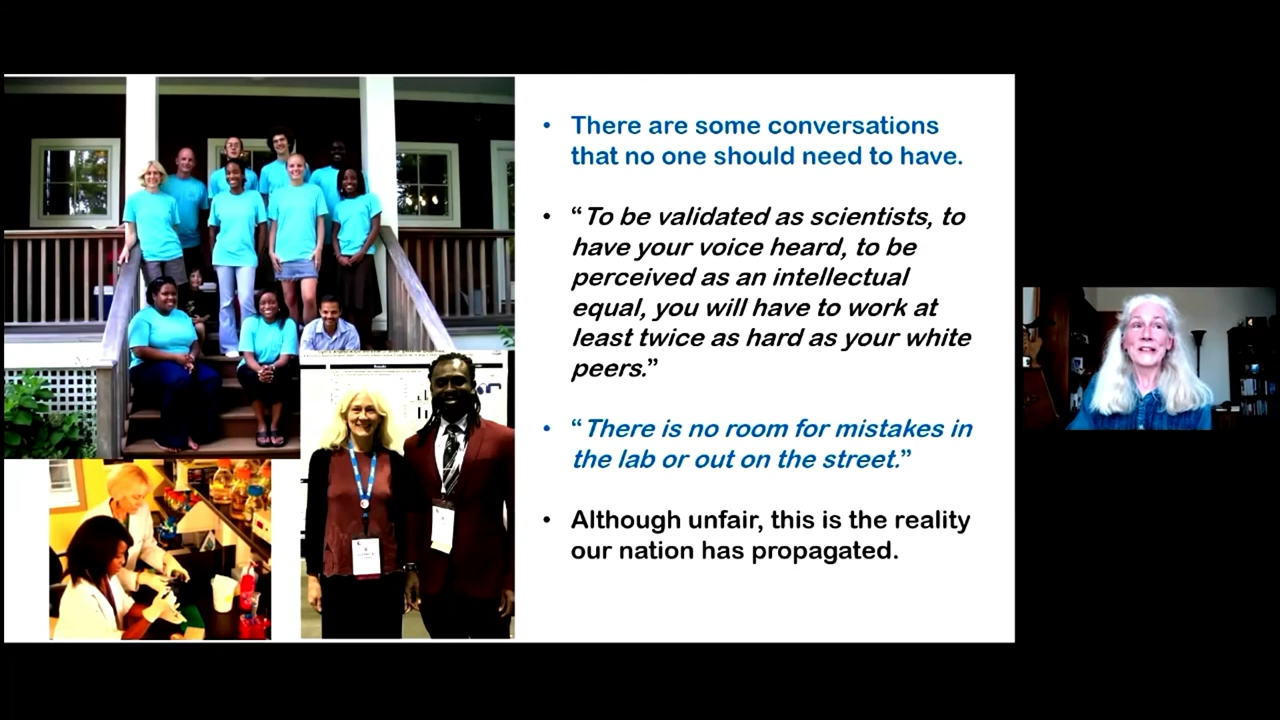 • There are some conversations
that no one should need to have.
• “To be validated as scientists, to
have your voice heard, to be
perceived as an intellectual
equal, you will have to work at
least twice as hard as your white
peers.”
• “There is no room for mistakes in
the lab or out on the street.”
• Although unfair, this is the reality
our nation has propagated.